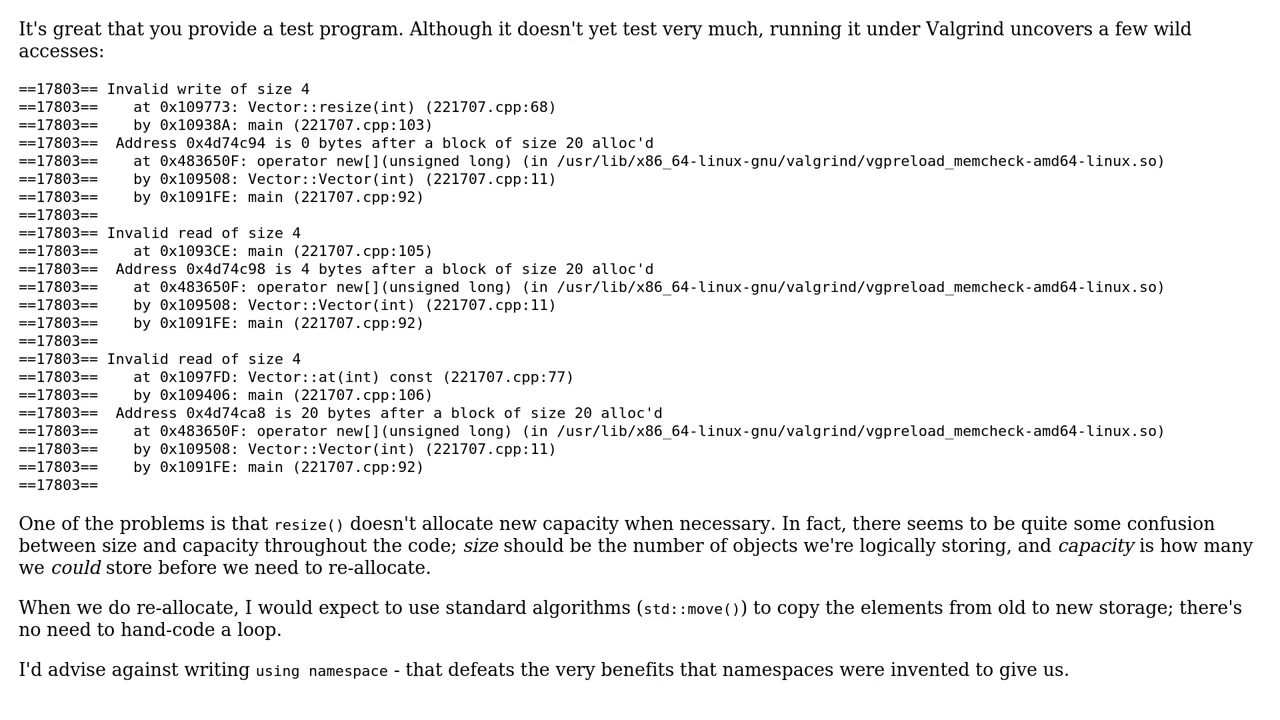 It's great that you provide a test program. Although it doesn't yet test very much, running it under Valgrind uncovers a few wild
accesses:
==17803== Invalid write of size 4
==17803==    at 0x109773: Vector::resize(int) (221707.cpp:68)
==17803==    by 0x10938A: main (221707.cpp:103)
==17803==  Address 0x4d74c94 is 0 bytes after a block of size 20 alloc'd
==17803==    at 0x483650F: operator new[](unsigned long) (in /usr/lib/x86_64-linux-gnu/valgrind/vgpreload_memcheck-amd64-linux.so)
==17803==    by 0x109508: Vector::Vector(int) (221707.cpp:11)
==17803==    by 0x1091FE: main (221707.cpp:92)
==17803==
==17803== Invalid read of size 4
==17803==    at 0x1093CE: main (221707.cpp:105)
==17803==  Address 0x4d74c98 is 4 bytes after a block of size 20 alloc'd
==17803==    at 0x483650F: operator new[](unsigned long) (in /usr/lib/x86_64-linux-gnu/valgrind/vgpreload_memcheck-amd64-linux.so)
==17803==    by 0x109508: Vector::Vector(int) (221707.cpp:11)
==17803==    by 0x1091FE: main (221707.cpp:92)
==17803==
==17803== Invalid read of size 4
==17803==    at 0x1097FD: Vector::at(int) const (221707.cpp:77)
==17803==    by 0x109406: main (221707.cpp:106)
==17803==  Address 0x4d74ca8 is 20 bytes after a block of size 20 alloc'd
==17803==    at 0x483650F: operator new[](unsigned long) (in /usr/lib/x86_64-linux-gnu/valgrind/vgpreload_memcheck-amd64-linux.so)
==17803==    by 0x109508: Vector::Vector(int) (221707.cpp:11)
==17803==    by 0x1091FE: main (221707.cpp:92)
==17803==
One of the problems is that resize() doesn't allocate new capacity when necessary. In fact, there seems to be quite some confusion
between size and capacity throughout the code; size should be the number of objects we're logically storing, and capacity is how many
we could store before we need to re-allocate.
When we do re-allocate, I would expect to use standard algorithms (std::move()) to copy the elements from old to new storage; there's
no need to hand-code a loop.
I'd advise against writing using namespace - that defeats the very benefits that namespaces were invented to give us.